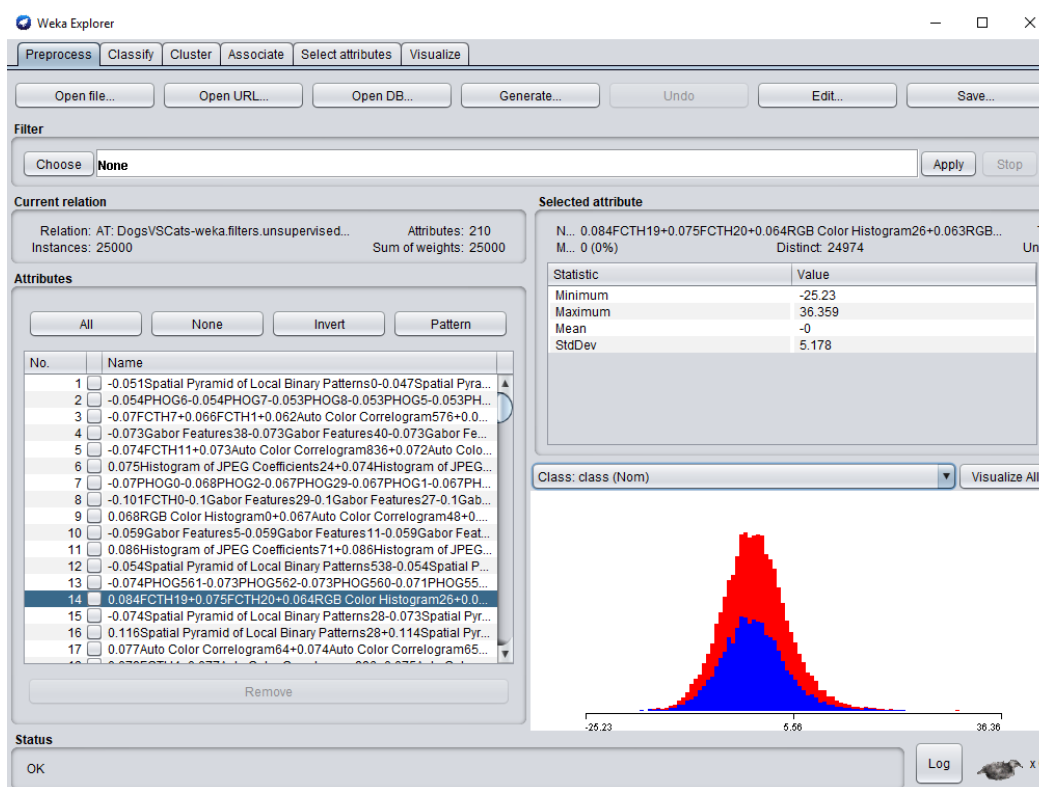 Weka Explorer
Preprocess Classify Cluster Associate Select attributes Visualize
Open file... Open URL... Open DB... Generate... Undo Edit... Save...
Filter
Choose None Apply Stop
Current relation
Relation: AT: DogsVSCats-weka.filters.unsupervised... Attributes: 210
Instances: 25000 Sum of weights: 25000
Attributes
All None Invert Pattern
No. Name
1 -0.051Spatial Pyramid of Local Binary Patterns0-0.047Spatial Pyra...
2 -0.054PHOG6-0.054PHOG7-0.053PHOG8-0.053PHOG5-0.053PH...
3 -0.07FCTH7+0.066FCTH1+0.062Auto Color Correlogram576+0.0...
4 -0.073Gabor Features38-0.073Gabor Features40-0.073Gabor Fe...
5 -0.074FCTH11+0.073Auto Color Correlogram836+0.072Auto Colo...
6 0.075Histogram of JPEG Coefficients24+0.074Histogram of JPEG...
7 -0.07PHOG0-0.068PHOG2-0.067PHOG29-0.067PHOG1-0.067PH...
8 -0.101FCTH0-0.1Gabor Features29-0.1Gabor Features27-0.1Gab...
9 0.068RGB Color Histogram0+0.067Auto Color Correlogram48+0....
10 -0.059Gabor Features5-0.059Gabor Features11-0.059Gabor Feat...
11 0.086Histogram of JPEG Coefficients71+0.086Histogram of JPEG...
12 -0.054Spatial Pyramid of Local Binary Patterns538-0.054Spatial P...
13 -0.074PHOG561-0.073PHOG562-0.073PHOG560-0.071PHOG55...
14 0.084FCTH19+0.075FCTH20+0.064RGB Color Histogram26+0.0...
15 -0.074Spatial Pyramid of Local Binary Patterns28-0.073Spatial Pyr...
16 0.116Spatial Pyramid of Local Binary Patterns28+0.114Spatial Pyr...
17 0.077Auto Color Correlogram64+0.074Auto Color Correlogram65...
Remove
Selected attribute
N... 0.084FCTH19+0.075FCTH20+0.064RGB Color Histogram26+0.063RGB...
M... 0 (0%) Distinct: 24974 Un
Statistic Value
Minimum -25.23
Maximum 36.359
Mean -0
StdDev 5.178
Class: class (Nom) Visualize All
-25.23 5.56 36.36
Status
OK Log x